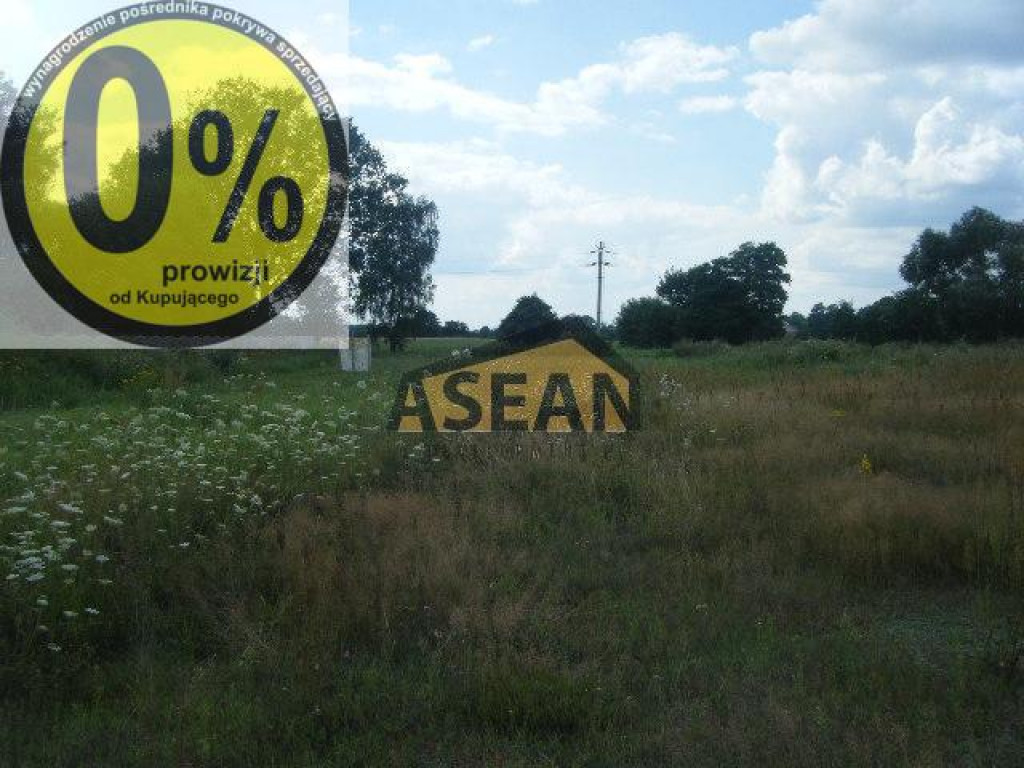 wynagrodzenie pośrednika pokrywa sprzedający
0%
prowizji
od Kupującego
ASEAN